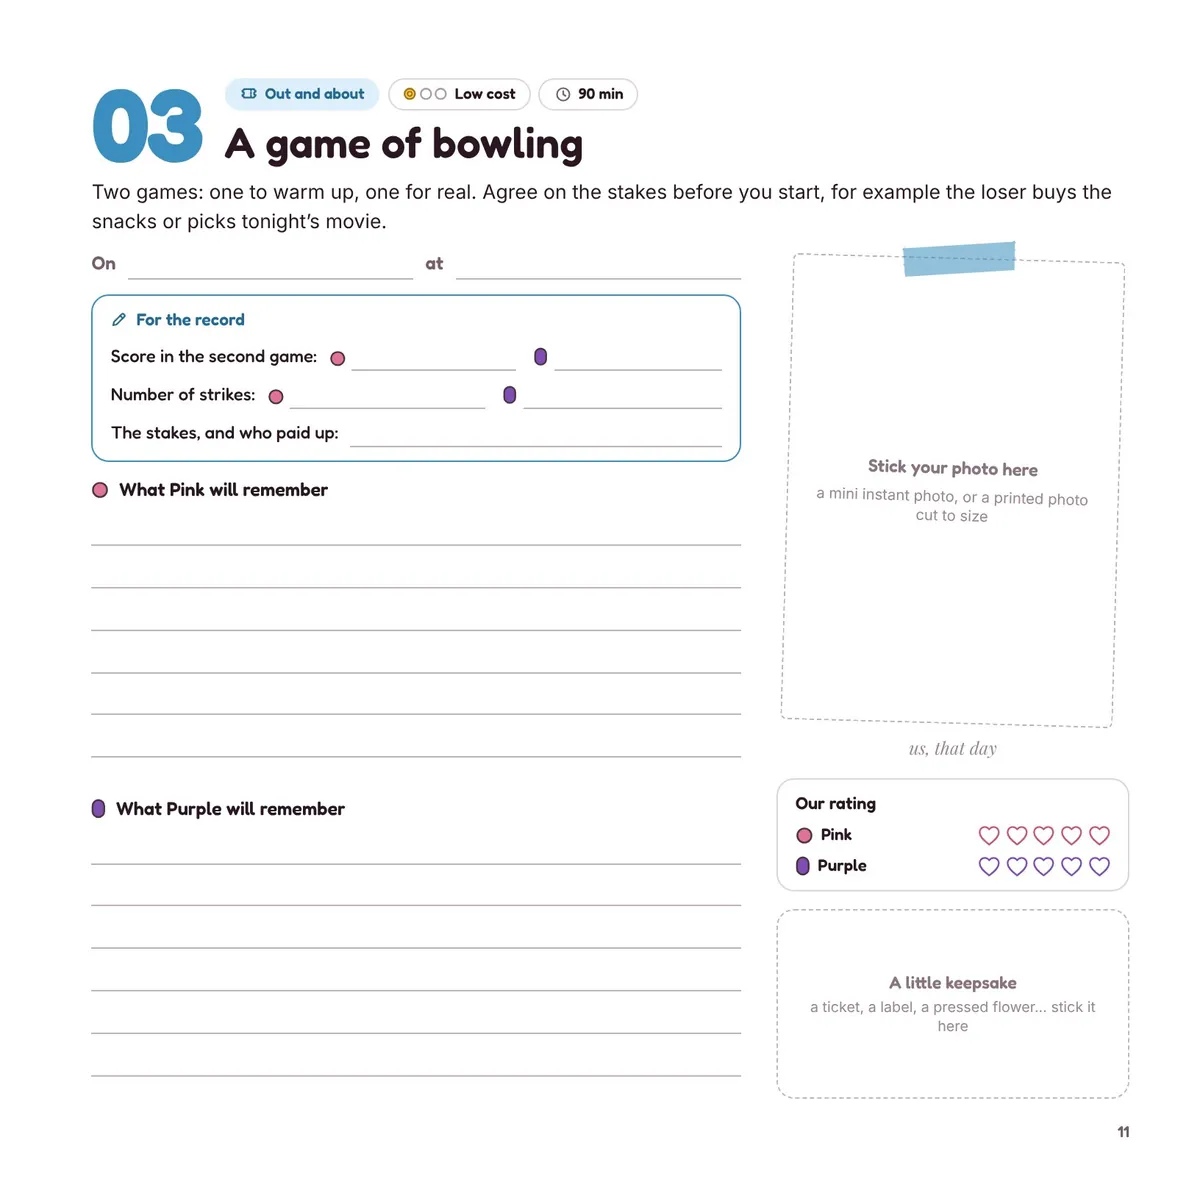 03
Out and about
Low cost
90 min
A game of bowling
Two games: one to warm up, one for real. Agree on the stakes before you start, for example the loser buys the
snacks or picks tonight's movie.
On at
For the record
Score in the second game:
Number of strikes:
The stakes, and who paid up:
What Pink will remember
What Purple will remember
Stick your photo here
a mini instant photo, or a printed photo
cut to size
us, that day
Our rating
Pink
Purple
A little keepsake
a ticket, a label, a pressed flower... stick it
here
11